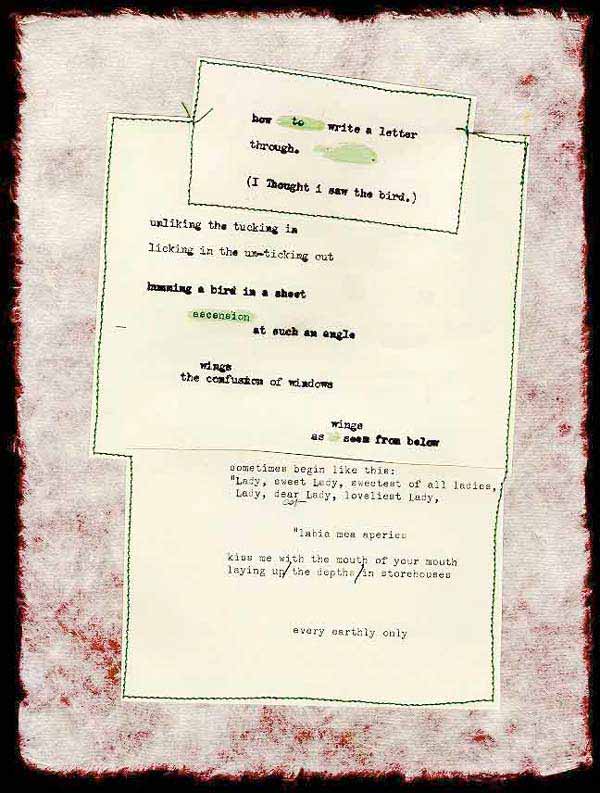 how to write a letter
through.
(I Thought i saw the bird.)
unliking the tucking in
licking in the un-ticking out
humming a bird in a sheet
ascension
at such an angle
wings
the confusion of windows
wings
as seen from below
sometimes begin like this:
"Lady, sweet Lady, sweetest of all ladies,
Lady, dear Lady, loveliest Lady,
"labia mea aperies
kiss me with the mouth of your mouth
laying up/the depths/in storehouses
every earthly only